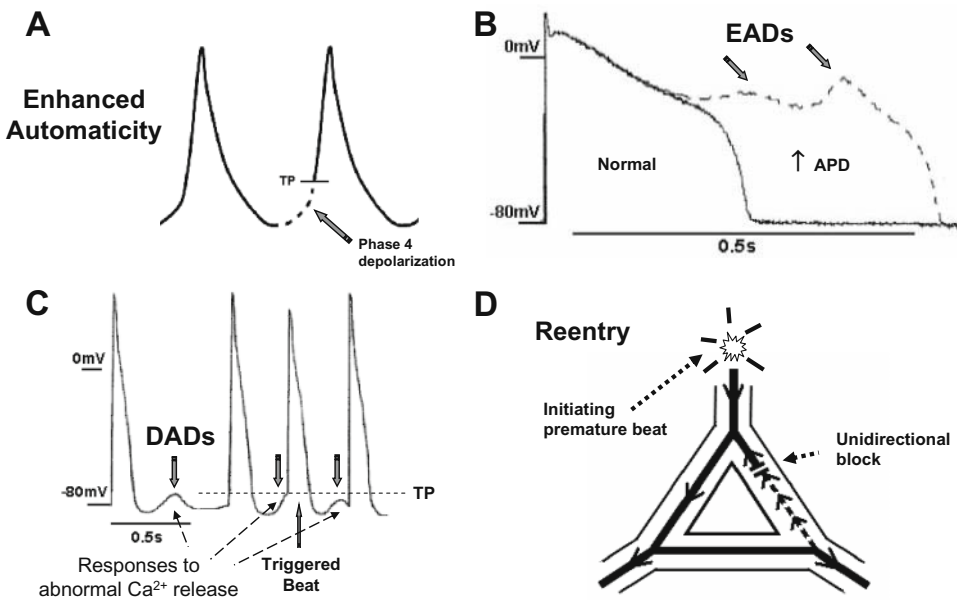 A
Enhanced
Automaticity
TP
Phase 4
depolarization
B
0mV
EADs
Normal
↑ APD
-80mV
0.5s
C
0mV
DADs
-80mV
TP
0.5s
Responses to
abnormal Ca²⁺ release
Triggered
Beat
D
Reentry
Initiating
premature beat
Unidirectional
block